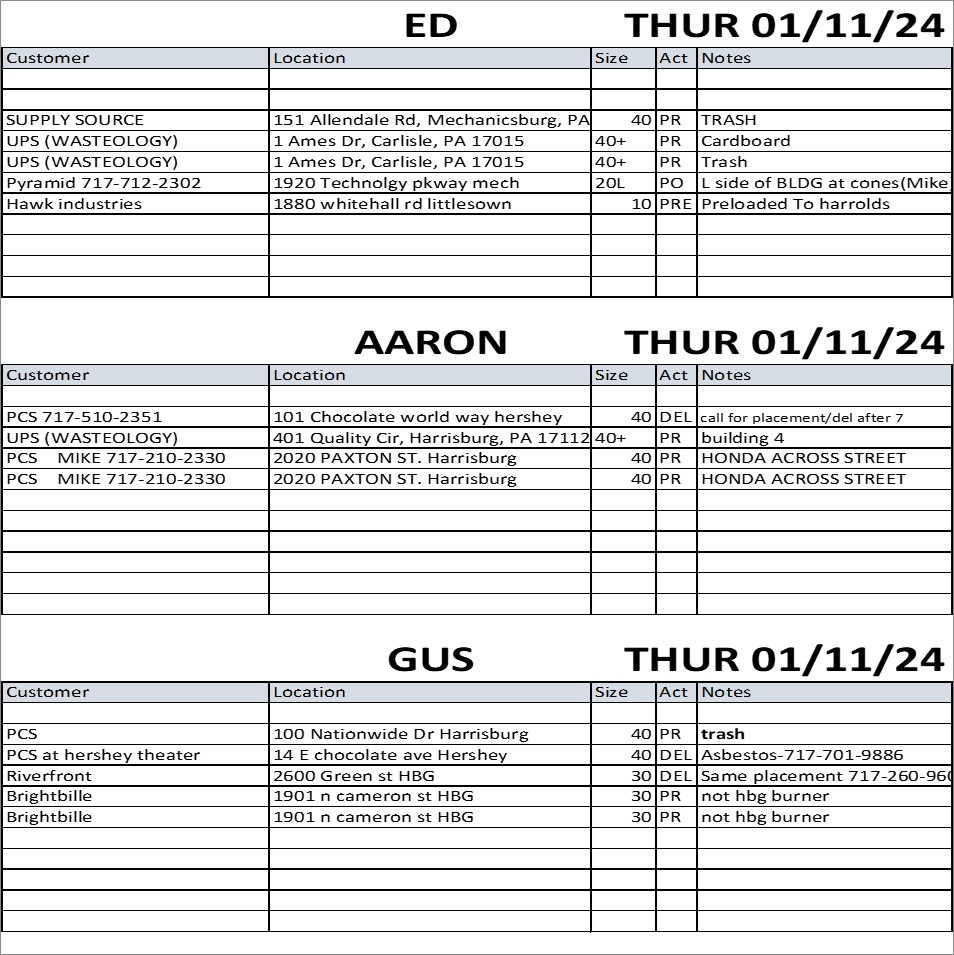 ED THUR 01/11/24
Customer Location Size Act Notes
SUPPLY SOURCE 151 Allendale Rd, Mechanicsburg, PA 40 PR TRASH
UPS (WASTEOLOGY) 1 Ames Dr, Carlisle, PA 17015 40+ PR Cardboard
UPS (WASTEOLOGY) 1 Ames Dr, Carlisle, PA 17015 40+ PR Trash
Pyramid 717-712-2302 1920 Technolgy pkway mech 20L PO L side of BLDG at cones(Mike
Hawk industries 1880 whitehall rd littlesown 10 PRE Preloaded To harrolds
AARON THUR 01/11/24
Customer Location Size Act Notes
PCS 717-510-2351 101 Chocolate world way hershey 40 DEL call for placement/del after 7
UPS (WASTEOLOGY) 401 Quality Cir, Harrisburg, PA 17112 40+ PR building 4
PCS MIKE 717-210-2330 2020 PAXTON ST. Harrisburg 40 PR HONDA ACROSS STREET
PCS MIKE 717-210-2330 2020 PAXTON ST. Harrisburg 40 PR HONDA ACROSS STREET
GUS THUR 01/11/24
Customer Location Size Act Notes
PCS 100 Nationwide Dr Harrisburg 40 PR trash
PCS at hershey theater 14 E chocolate ave Hershey 40 DEL Asbestos-717-701-9886
Riverfront 2600 Green st HBG 30 DEL Same placement 717-260-960
Brightbille 1901 n cameron st HBG 30 PR not hbg burner
Brightbille 1901 n cameron st HBG 30 PR not hbg burner